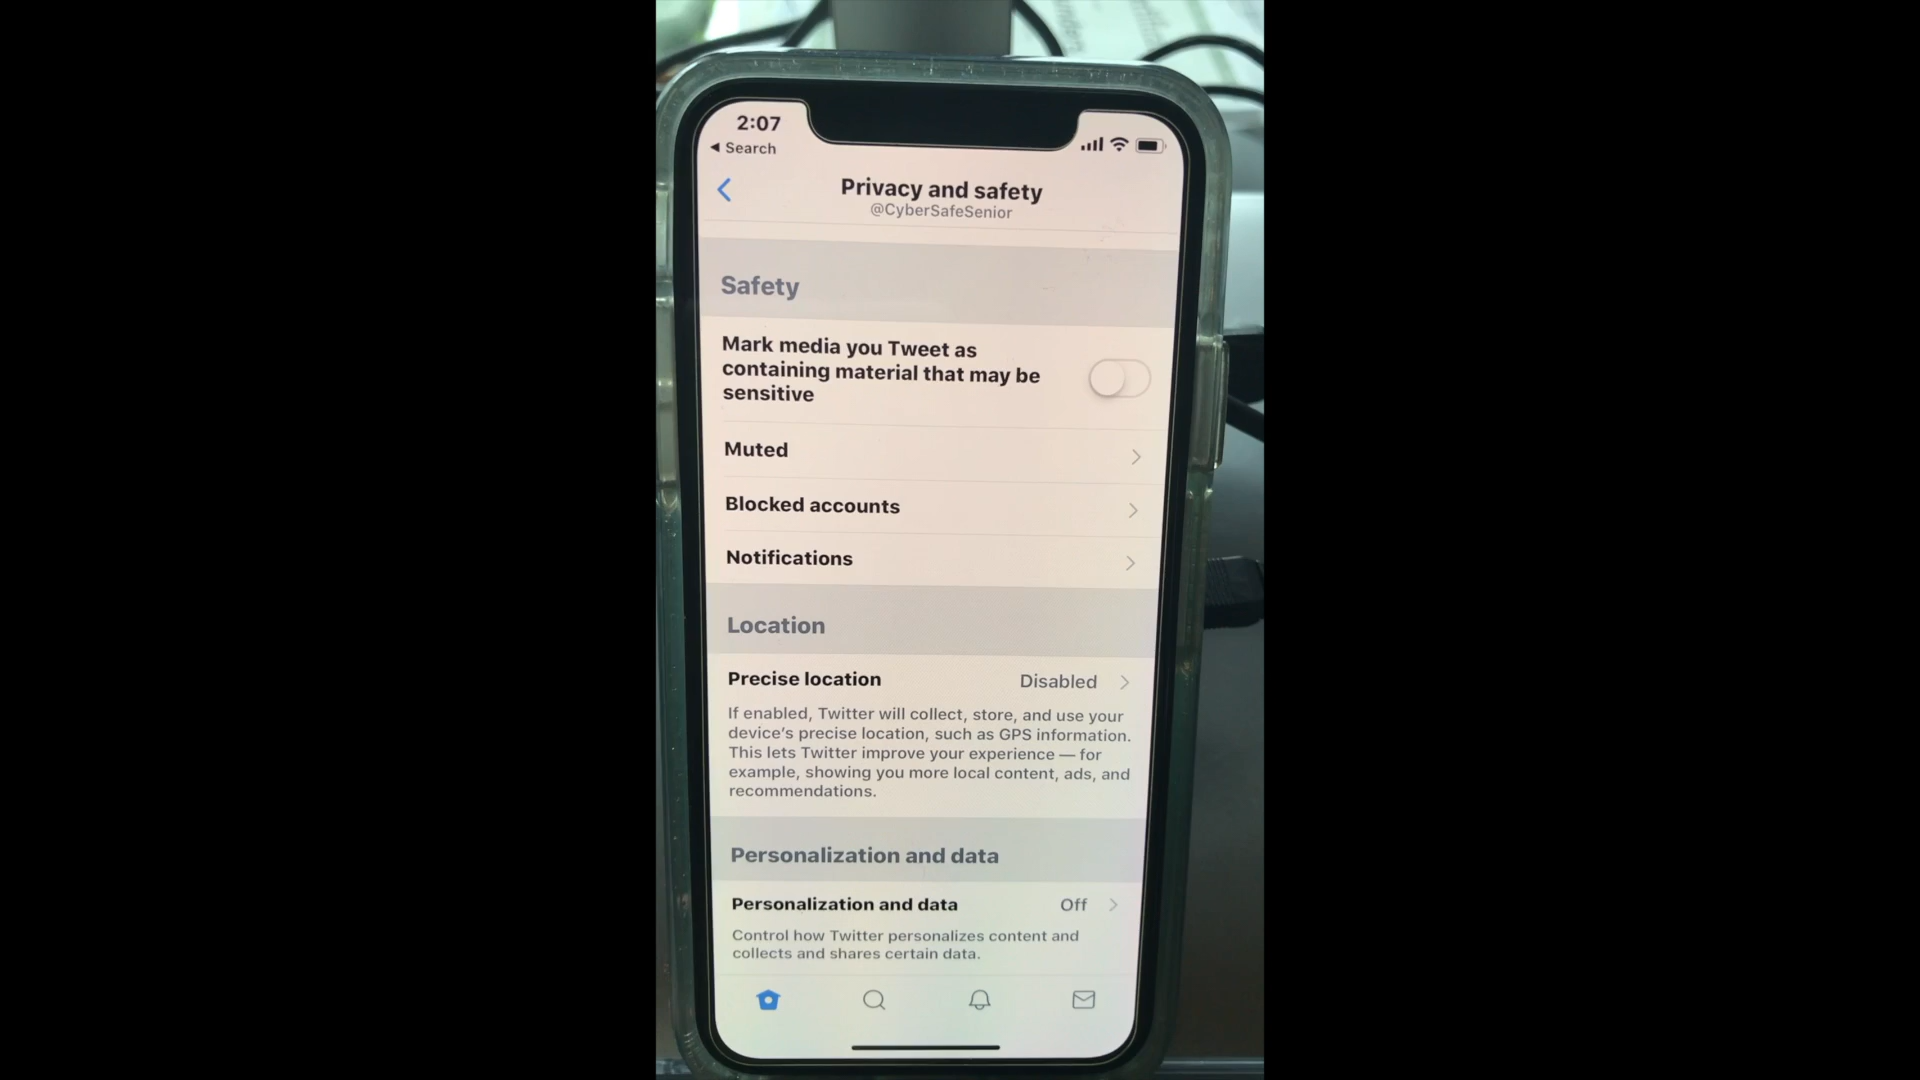 2:07
Search
Privacy and safety
@CyberSafeSenior
Safety
Mark media you Tweet as
containing material that may be
sensitive
Muted
Blocked accounts
Notifications
Location
Precise location Disabled
If enabled, Twitter will collect, store, and use your
device's precise location, such as GPS information.
This lets Twitter improve your experience — for
example, showing you more local content, ads, and
recommendations.
Personalization and data
Personalization and data Off
Control how Twitter personalizes content and
collects and shares certain data.